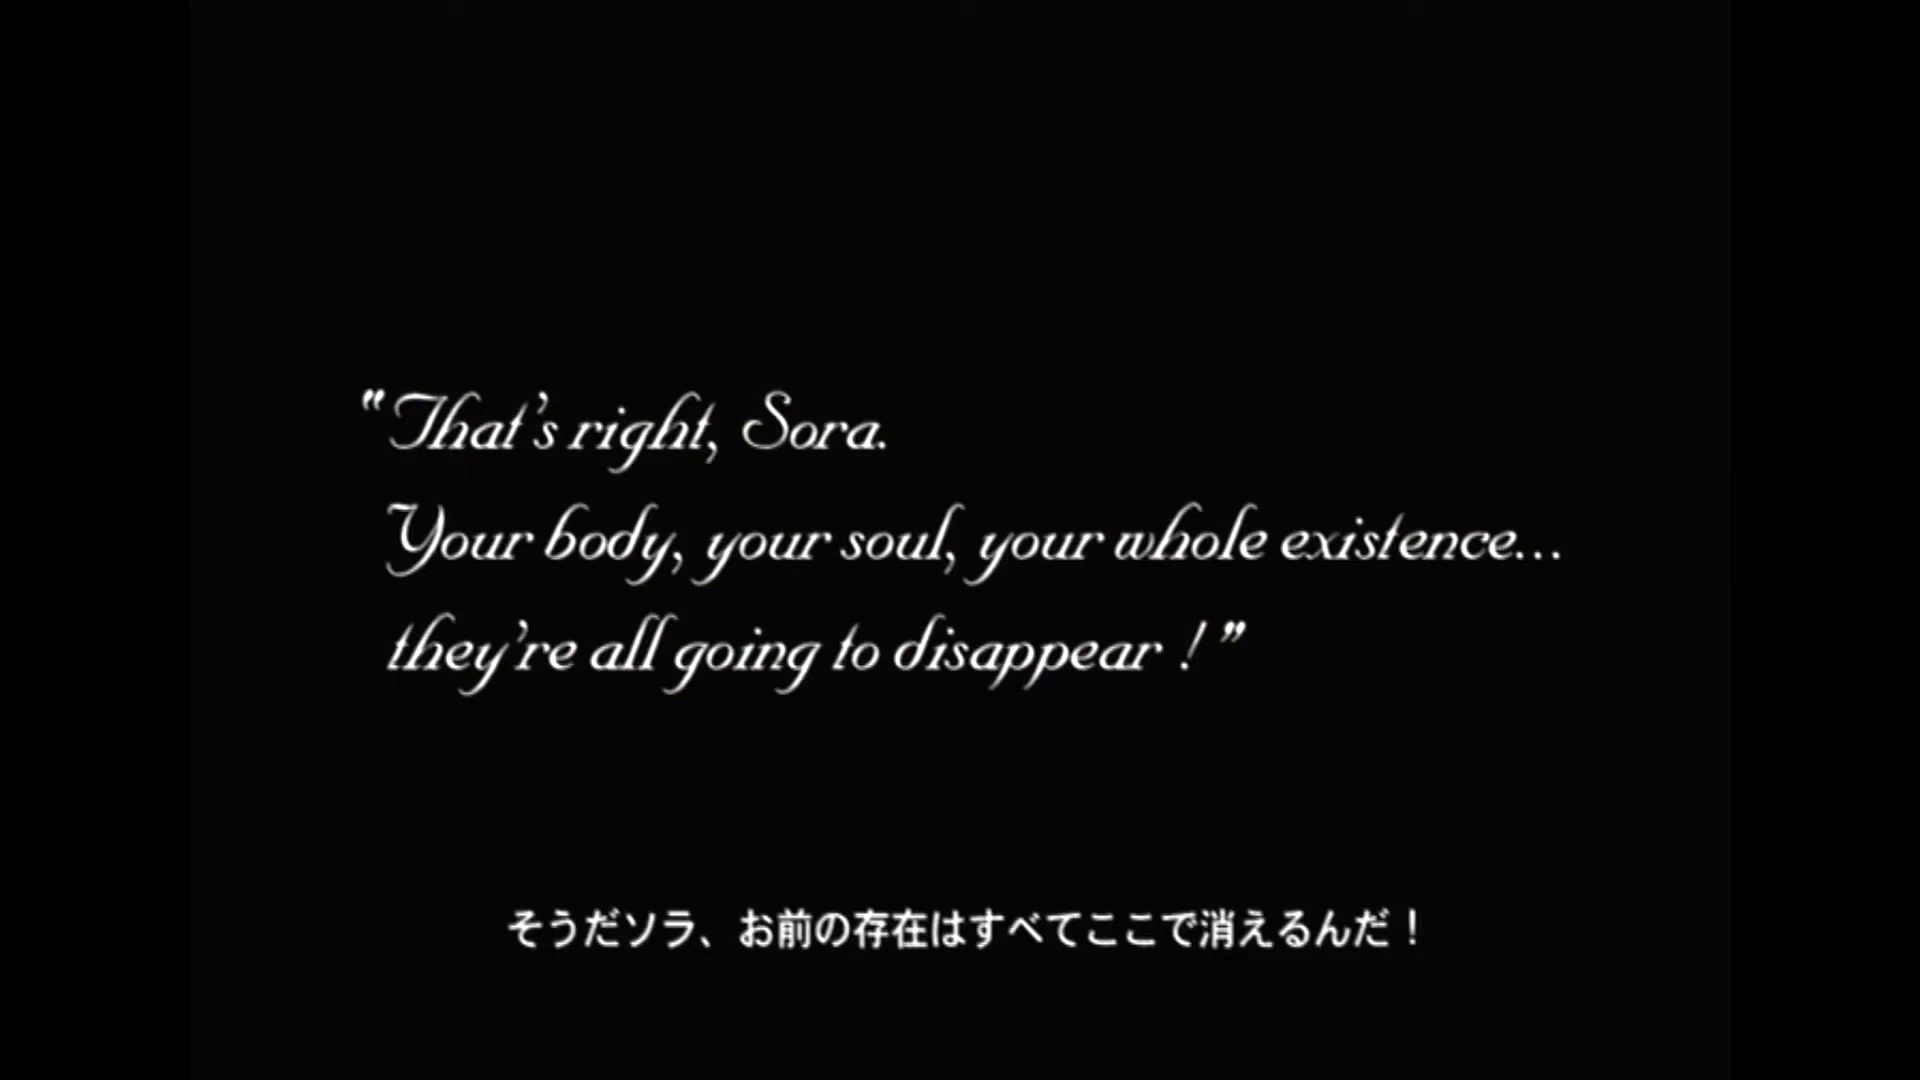 "That's right, Sora.
Your body, your soul, your whole existence...
they're all going to disappear !"
そうだソラ、お前の存在はすべてここで消えるんだ！